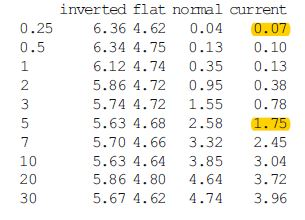 inverted flat normal current
0.25 6.36 4.62 0.04 0.07
0.5 6.34 4.75 0.13 0.10
1 6.12 4.74 0.35 0.13
2 5.86 4.72 0.95 0.38
3 5.74 4.72 1.55 0.78
5 5.63 4.68 2.58 1.75
7 5.70 4.66 3.32 2.45
10 5.63 4.64 3.85 3.04
20 5.86 4.80 4.64 3.72
30 5.67 4.62 4.74 3.96